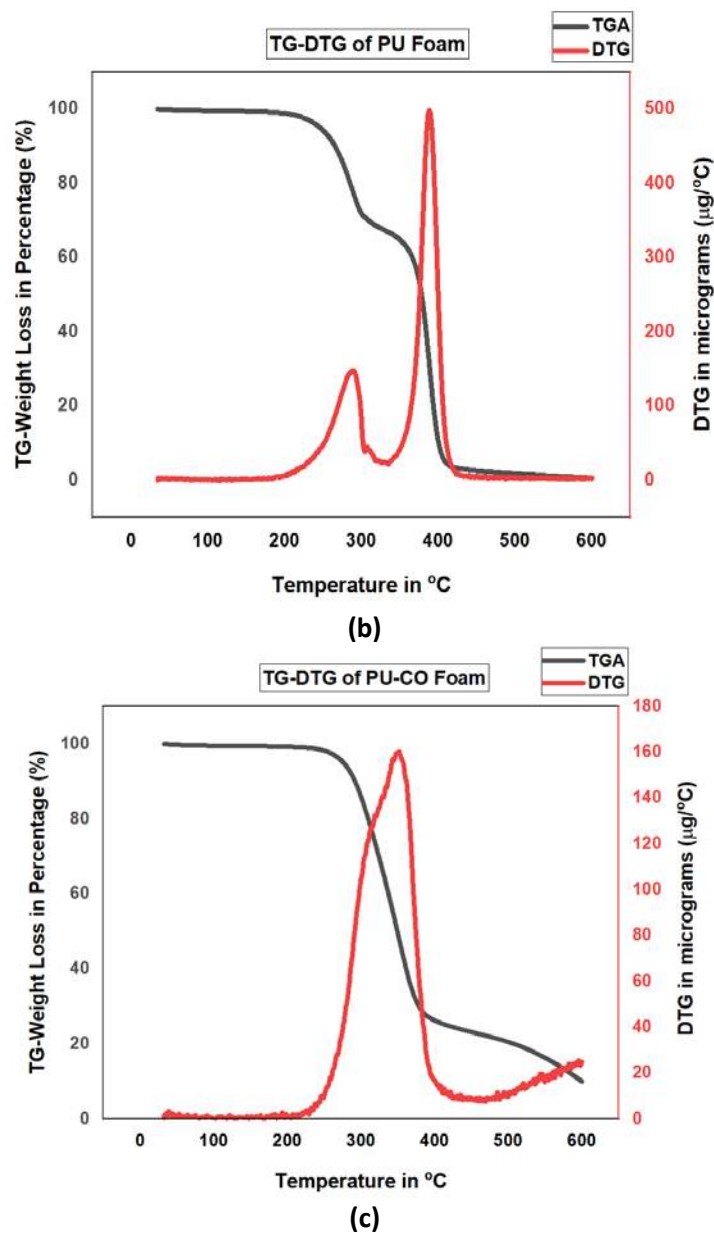 TG-DTG of PU Foam
TGA
DTG
TG-Weight Loss in Percentage (%)
100
80
60
40
20
0
500
400
300
200
100
0
DTG in micrograms (µg/ºC)
0 100 200 300 400 500 600
Temperature in ºC
(b)
TG-DTG of PU-CO Foam
TGA
DTG
TG-Weight Loss in Percentage (%)
100
80
60
40
20
0
180
160
140
120
100
80
60
40
20
0
DTG in micrograms (µg/ºC)
0 100 200 300 400 500 600
Temperature in ºC
(c)